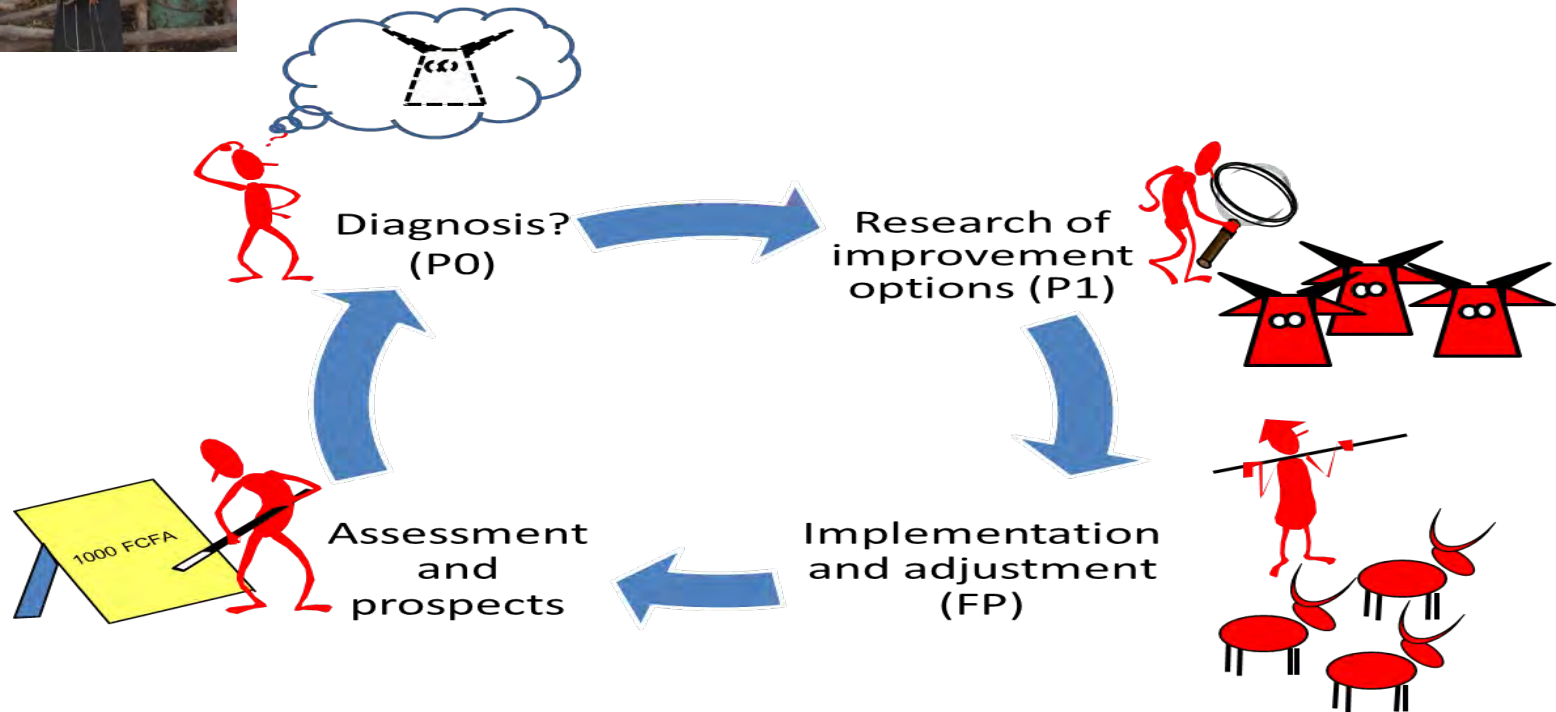 Diagnosis?
(P0)
Research of
improvement
options (P1)
Implementation
and adjustment
(FP)
Assessment
and
prospects
1000 FCFA